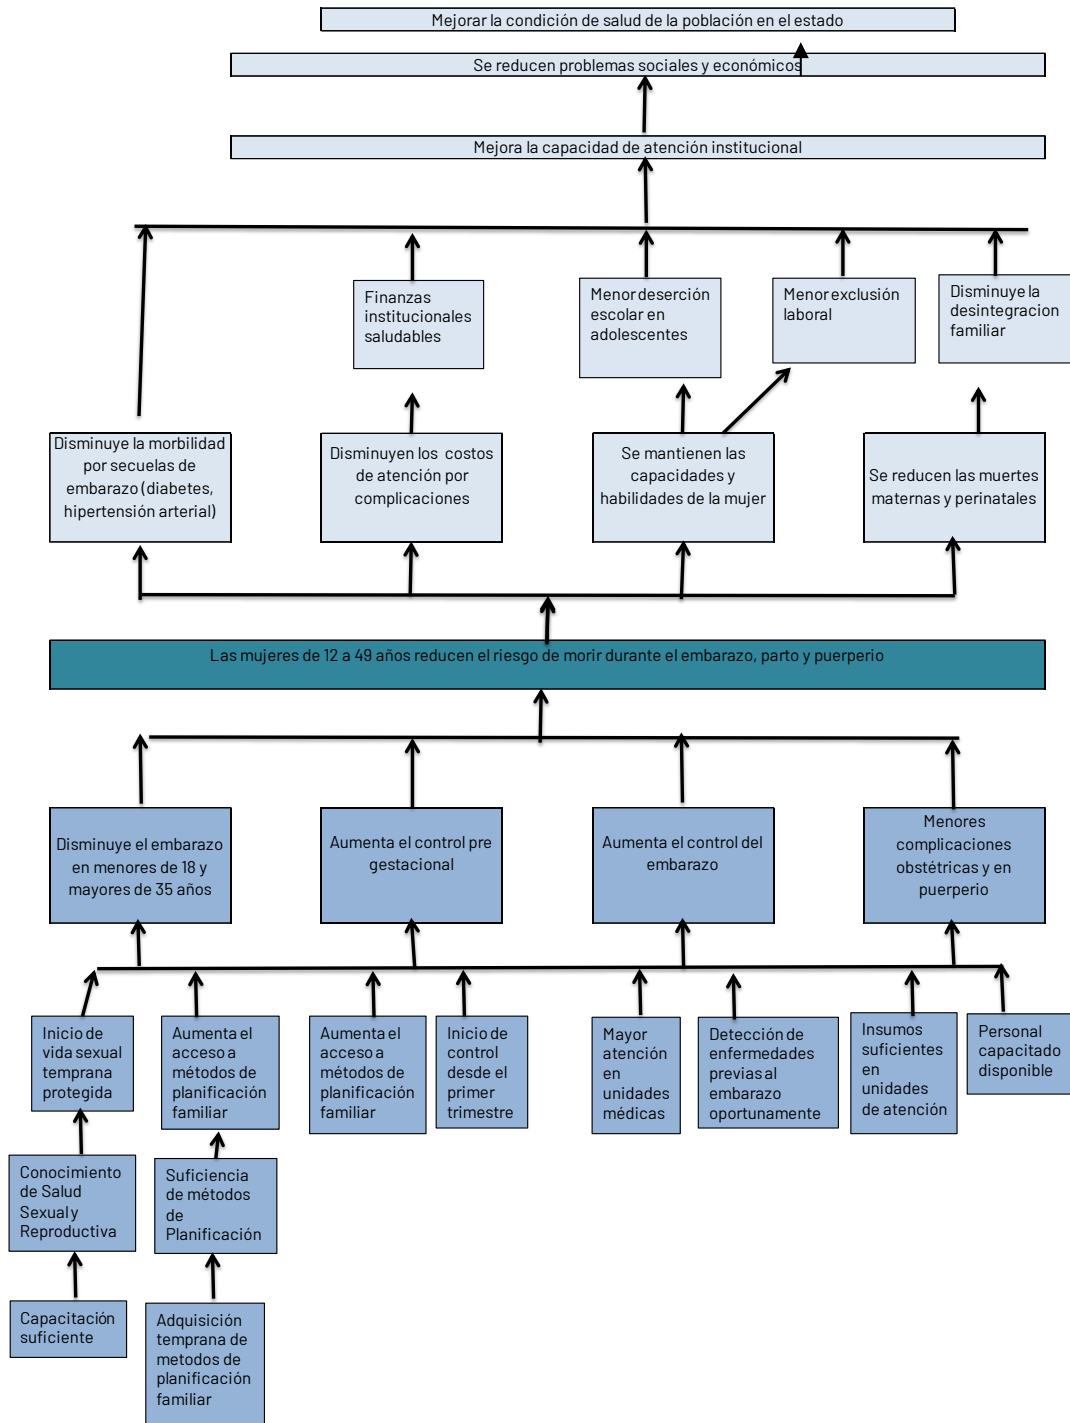 Mejorar la condición de salud de la población en el estado
Se reducen problemas sociales y económicos
Mejora la capacidad de atención institucional
Finanzas
institucionales
saludables
Menor deserción
escolar en
adolescentes
Menor exclusión
laboral
Disminuye la
desintegracion
familiar
Disminuye la morbilidad
por secuelas de
embarazo (diabetes,
hipertensión arterial)
Disminuyen los costos
de atención por
complicaciones
Se mantienen las
capacidades y
habilidades de la mujer
Se reducen las muertes
maternas y perinatales
Las mujeres de 12 a 49 años reducen el riesgo de morir durante el embarazo, parto y puerperio
Disminuye el embarazo
en menores de 18 y
mayores de 35 años
Aumenta el control pre
gestacional
Aumenta el control del
embarazo
Menores
complicaciones
obstétricas y en
puerperio
Inicio de
vida sexual
temprana
protegida
Aumenta el
acceso a
métodos de
planificación
familiar
Aumenta el
acceso a
métodos de
planificación
familiar
Inicio de
control
desde el
primer
trimestre
Mayor
atención
en
unidades
médicas
Detección de
enfermedades
previas al
embarazo
oportunamente
Insumos
suficientes
en
unidades
de atención
Personal
capacitado
disponible
Conocimiento
de Salud
Sexual y
Reproductiva
Suficiencia
de métodos
de
Planificación
Capacitación
suficiente
Adquisición
temprana de
metodos de
planificación
familiar